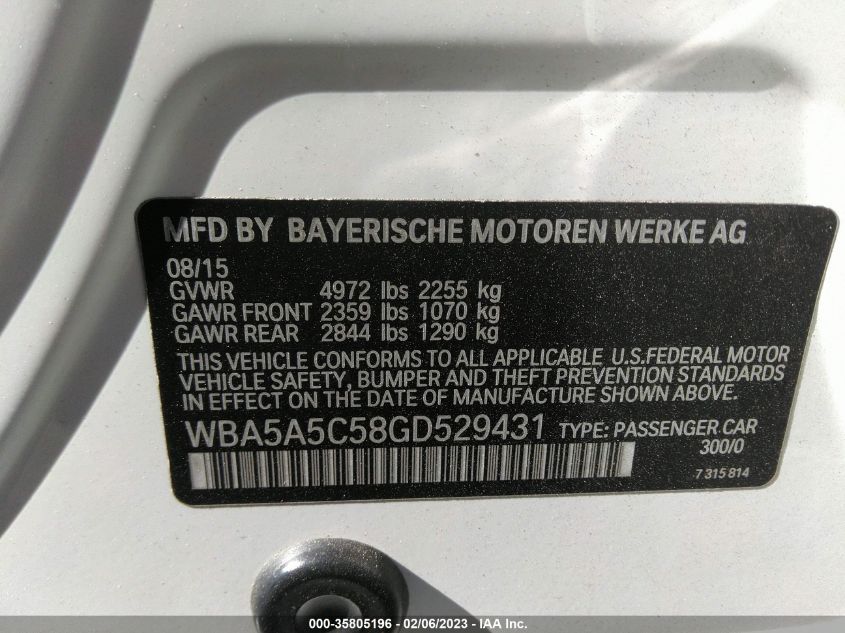 MFD BY BAYERISCHE MOTOREN WERKE AG
08/15
GVWR 4972 lbs 2255 kg
GAWR FRONT 2359 lbs 1070 kg
GAWR REAR 2844 lbs 1290 kg
THIS VEHICLE CONFORMS TO ALL APPLICABLE U.S.FEDERAL MOTOR
VEHICLE SAFETY, BUMPER AND THEFT PREVENTION STANDARDS
IN EFFECT ON THE DATE OF MANUFACTURE SHOWN ABOVE.
WBA5A5C58GD529431 TYPE: PASSENGER CAR
300/0
7 315 814
000-35805196 - 02/06/2023 - IAA Inc.